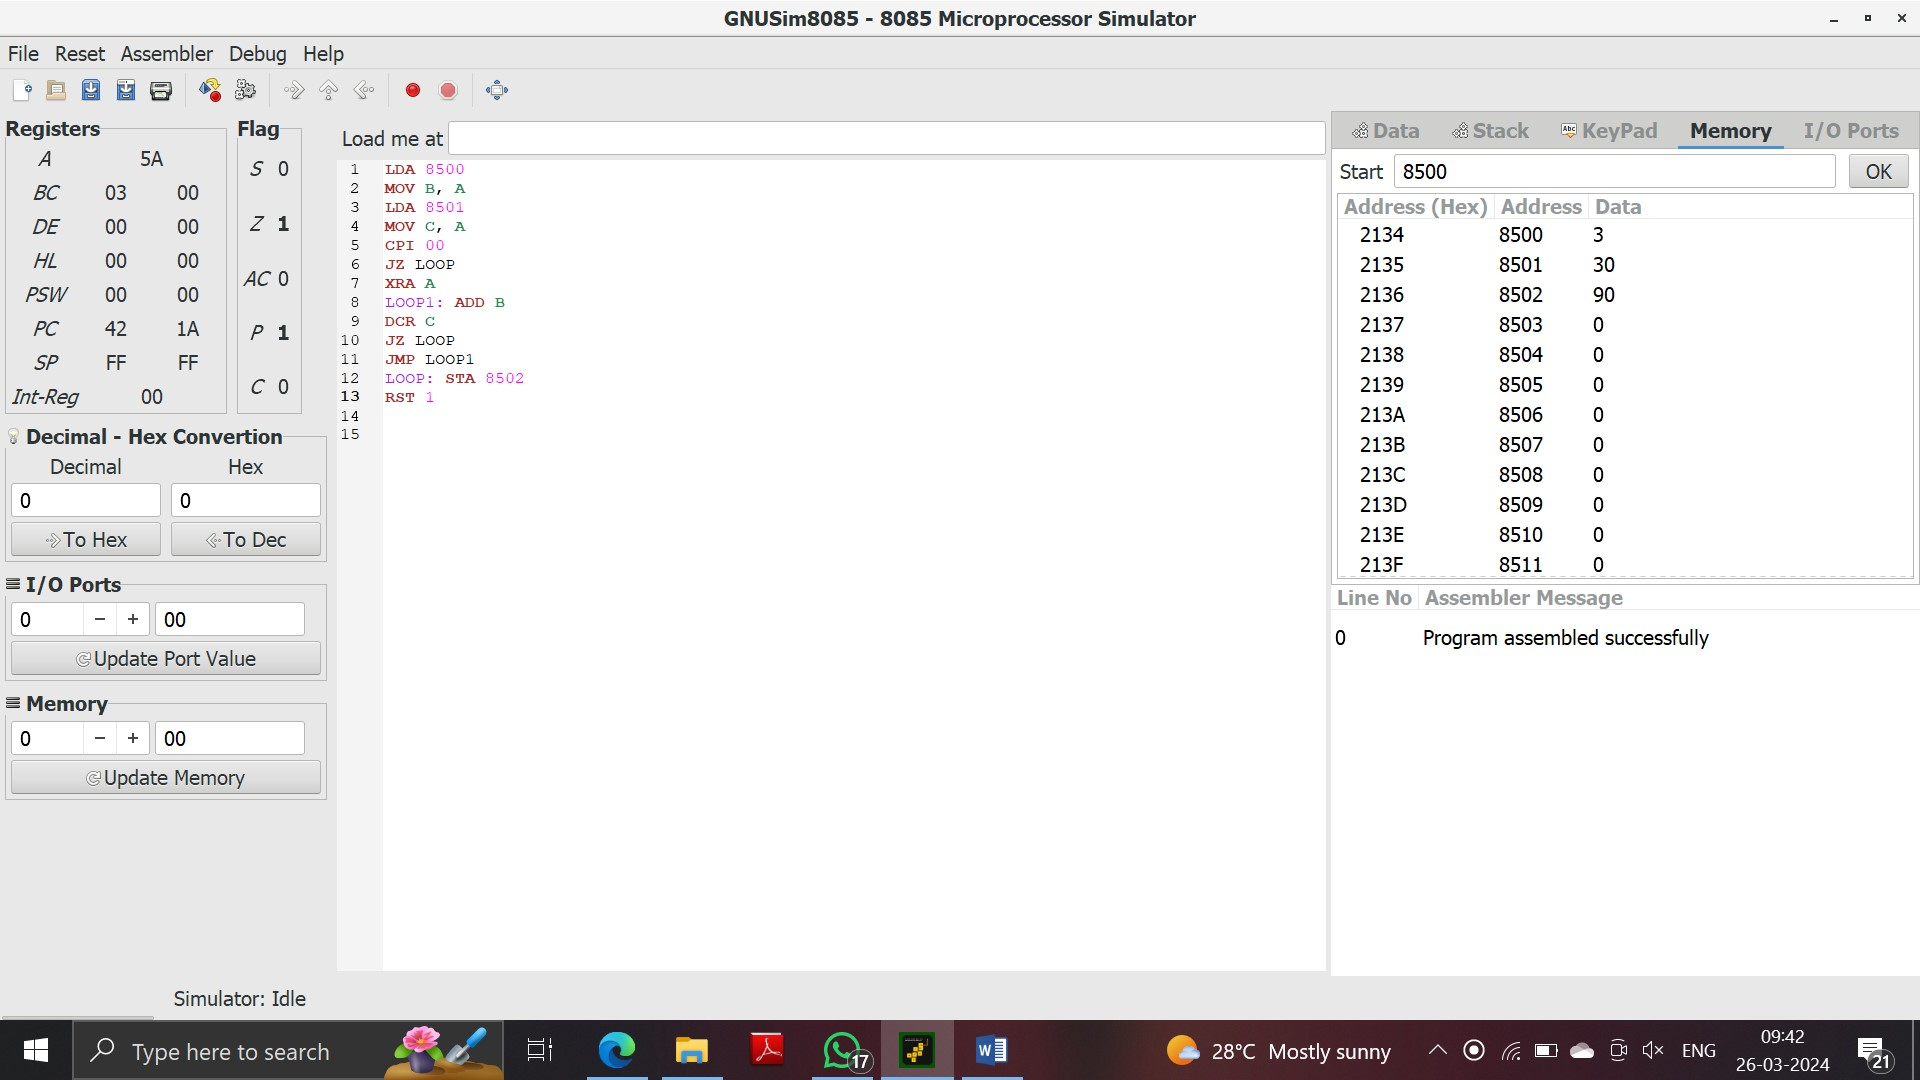 GNUSim8085 - 8085 Microprocessor Simulator
File Reset Assembler Debug Help
Registers
A 5A
BC 03 00
DE 00 00
HL 00 00
PSW 00 00
PC 42 1A
SP FF FF
Int-Reg 00
Flag
S 0
Z 1
AC 0
P 1
C 0
Decimal - Hex Convertion
Decimal Hex
0 0
To Hex To Dec
I/O Ports
0 − + 00
Update Port Value
Memory
0 − + 00
Update Memory
Load me at
1 LDA 8500
2 MOV B, A
3 LDA 8501
4 MOV C, A
5 CPI 00
6 JZ LOOP
7 XRA A
8 LOOP1: ADD B
9 DCR C
10 JZ LOOP
11 JMP LOOP1
12 LOOP: STA 8502
13 RST 1
14
15
Data Stack Abc KeyPad Memory I/O Ports
Start 8500 OK
Address (Hex) Address Data
2134 8500 3
2135 8501 30
2136 8502 90
2137 8503 0
2138 8504 0
2139 8505 0
213A 8506 0
213B 8507 0
213C 8508 0
213D 8509 0
213E 8510 0
213F 8511 0
Line No Assembler Message
0 Program assembled successfully
Simulator: Idle
Type here to search
17
W
28°C Mostly sunny
ENG
09:42
26-03-2024
21